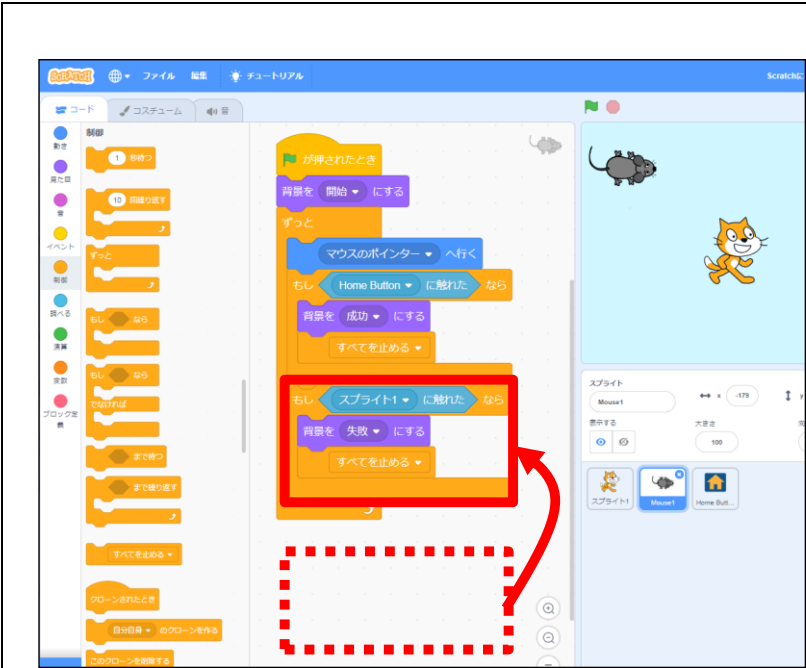 SCRATCH ファイル 編集 チュートリアル Scratchに
コード コスチューム 音
動き
見た目
音
イベント
制御
調べる
演算
変数
ブロック定義
制御
1 秒待つ
10 回繰り返す
ずっと
もし なら
もし なら
でなければ
まで待つ
まで繰り返す
すべてを止める
クローンされたとき
自分自身 のクローンを作る
このクローンを削除する
が押されたとき
背景を 開始 にする
ずっと
マウスのポインター へ行く
もし Home Button に触れた なら
背景を 成功 にする
すべてを止める
もし スプライト1 に触れた なら
背景を 失敗 にする
すべてを止める
スプライト
Mouse1 x -179 y
表示する 大きさ
100
スプライト1 Mouse1 Home Butt...